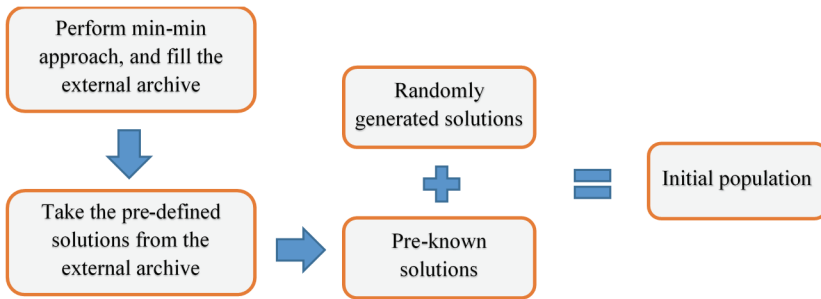 Perform min-min
approach, and fill the
external archive
Take the pre-defined
solutions from the
external archive
Randomly
generated solutions
Pre-known
solutions
Initial population